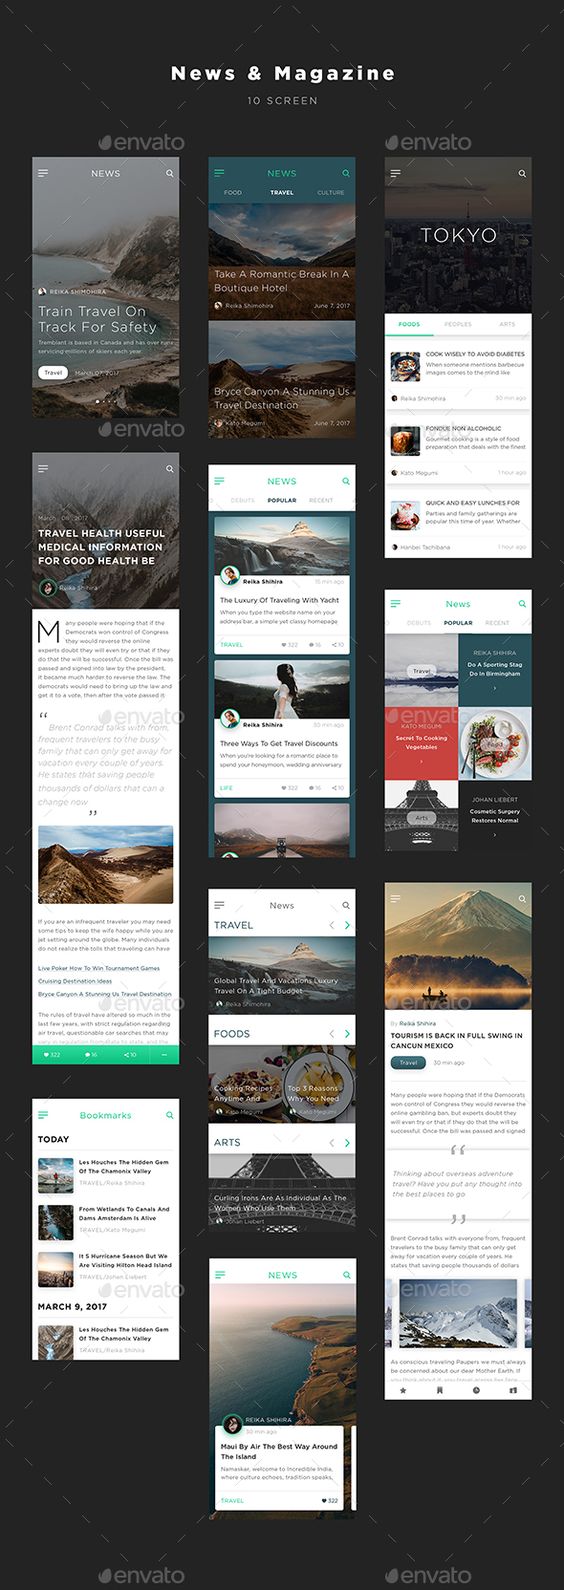 News & Magazine
10 SCREEN
envato
envato
NEWS
REIKA SHIMOHIRA
Train Travel On
Track For Safety
Tremblant is based in Canada and has over runs
servicing millions of skiers each year.
Travel
March 07, 2017
NEWS
FOOD TRAVEL CULTURE
Take A Romantic Break In A
Boutique Hotel
Reika Shimohira June 7, 2017
Bryce Canyon A Stunning Us
Travel Destination
Kato Megumi June 7, 2017
TOKYO
FOODS PEOPLES ARTS
COOK WISELY TO AVOID DIABETES
When someone mentions barbecue
images comes to the mind like
Reika Shimohira 30 min ago
FONDUE NON ALCOHOLIC
Gourmet cooking is a style of food
preparation that deals with the finest
Kato Megumi 1 hour ago
QUICK AND EASY LUNCHES FOR
Parties and family gatherings are
popular this time of year. Whether
Hanbei Tachibana 1 hour ago
envato
envato
March 08, 2017
TRAVEL HEALTH USEFUL
MEDICAL INFORMATION
FOR GOOD HEALTH BE
Reika Shihira
Many people were hoping that if the
Democrats won control of Congress
they would reverse the online
experts doubt they will even try or that if they
do that the will be successful. Once the bill was
passed and signed into law by the president,
it became much harder to reverse the law. The
democrats would need to bring up the law and
get it to a vote, then after the vote passed it
“
Brent Conrad talks with from,
frequent travelers to the busy
family that can only get away for
vacation every couple of years.
He states that saving people
thousands of dollars that can a
change now
”
If you are an infrequent traveler you may need
some tips to keep the wife happy while you are
jet setting around the globe. Many individuals
do not realize the tolls that traveling can have
Live Poker How To Win Tournament Games
Cruising Destination Ideas
Bryce Canyon A Stunning Us Travel Destination
The rules of travel have altered so much in the
last few years, with strict regulation regarding
air travel, questionable car searches that may
322 16 10
NEWS
DEBUTS POPULAR RECENT
Reika Shihira 15 min ago
The Luxury Of Traveling With Yacht
When you type the website name on your
address bar, a simple yet classy homepage
TRAVEL 322 16 10
Reika Shihira 30 min ago
Three Ways To Get Travel Discounts
When you're looking for a romantic place to
spend your honeymoon, wedding anniversary
LIFE 322 16 10
News
DEBUTS POPULAR RECENT
Travel
REIKA SHIHIRA
Do A Sporting Stag
Do In Birmingham
KATO MEGUMI
Secret To Cooking
Vegetables
Food
Arts
JOHAN LIEBERT
Cosmetic Surgery
Restores Normal
envato
envato
News
TRAVEL
Global Travel And Vacations Luxury
Travel On A Tight Budget
Reika Shimohira
FOODS
Cooking Recipes
Anytime And
Kato Megumi
Top 3 Reasons
Why You Need
Kato Megumi
ARTS
Curling Irons Are As Individual As The
Women Who Use Them
Johan Liebert
By Reika Shihira
TOURISM IS BACK IN FULL SWING IN
CANCUN MEXICO
Travel 30 min ago
Many people were hoping that if the Democrats
won control of Congress they would reverse the
online gambling ban, but experts doubt they
will even try or that if they do that the will be
successful. Once the bill was passed and signed
“
Thinking about overseas adventure
travel? Have you put any thought into
the best places to go
”
Brent Conrad talks with everyone from, frequent
travelers to the busy family that can only get
away for vacation every couple of years. He
states that saving people thousands of dollars
As conscious traveling Paupers we must always
be concerned about our dear Mother Earth. If
envato
envato
Bookmarks
TODAY
Les Houches The Hidden Gem
Of The Chamonix Valley
TRAVEL/Reika Shihira
From Wetlands To Canals And
Dams Amsterdam Is Alive
TRAVEL/Kato Megumi
It S Hurricane Season But We
Are Visiting Hilton Head Island
TRAVEL/Johan Liebert
MARCH 9, 2017
Les Houches The Hidden Gem
Of The Chamonix Valley
TRAVEL/Reika Shihira
envato
envato
NEWS
REIKA SHIHIRA
30 min ago
Maui By Air The Best Way Around
The Island
Namaskar, welcome to Incredible India,
where culture echoes, tradition speaks,
TRAVEL 322
envato
envato